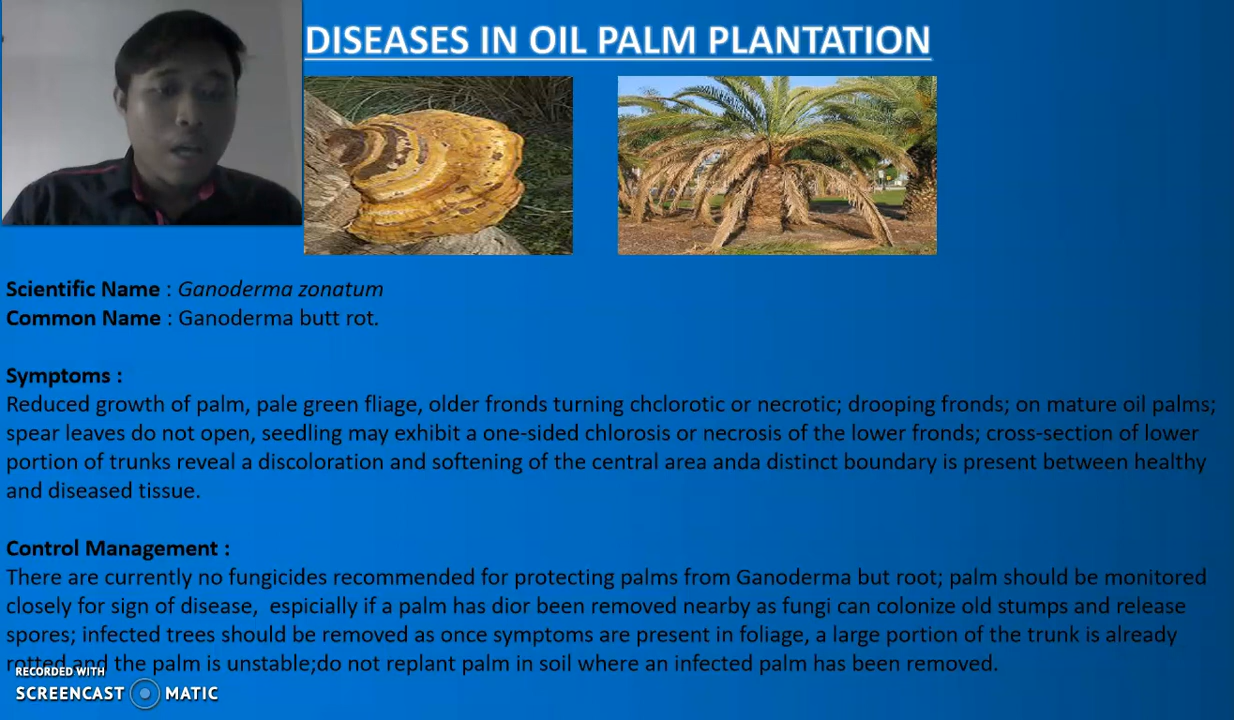 DISEASES IN OIL PALM PLANTATION
Scientific Name : Ganoderma zonatum
Common Name : Ganoderma butt rot.
Symptoms :
Reduced growth of palm, pale green fliage, older fronds turning chclorotic or necrotic; drooping fronds; on mature oil palms;
spear leaves do not open, seedling may exhibit a one-sided chlorosis or necrosis of the lower fronds; cross-section of lower
portion of trunks reveal a discoloration and softening of the central area anda distinct boundary is present between healthy
and diseased tissue.
Control Management :
There are currently no fungicides recommended for protecting palms from Ganoderma but root; palm should be monitored
closely for sign of disease, espicially if a palm has dior been removed nearby as fungi can colonize old stumps and release
spores; infected trees should be removed as once symptoms are present in foliage, a large portion of the trunk is already
rotted and the palm is unstable;do not replant palm in soil where an infected palm has been removed.
RECORDED WITH
SCREENCAST MATIC